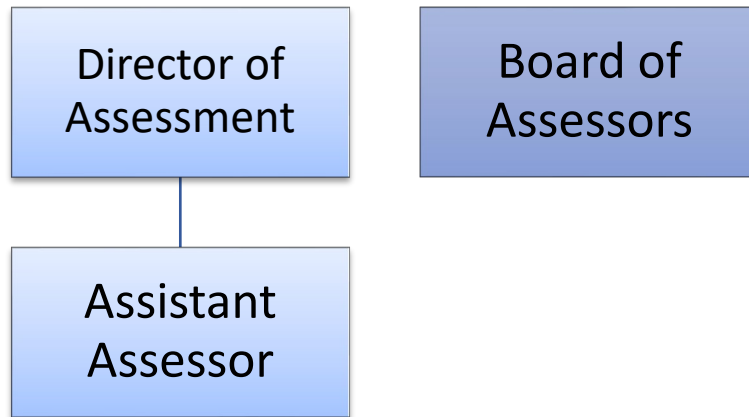 Director of
Assessment
Board of
Assessors
Assistant
Assessor